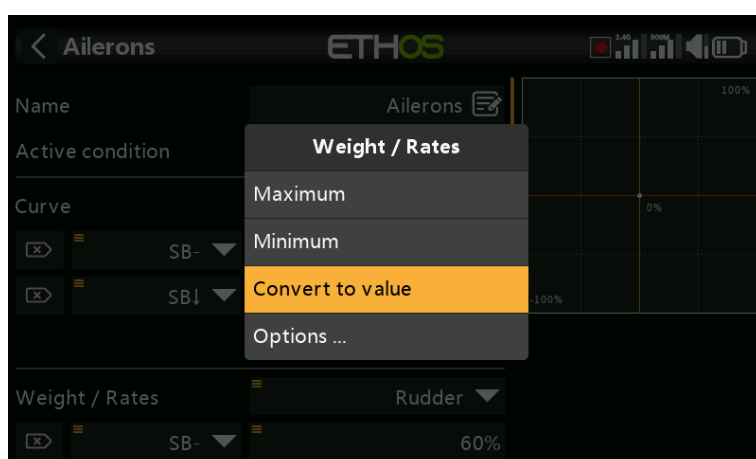 Ailerons
ETHOS
2.4G
900M
Name
Ailerons
100%
Active condition
Weight / Rates
Maximum
Curve
0%
Minimum
SB-
Convert to value
SB↓
-100%
Options ...
Weight / Rates
Rudder
SB-
60%